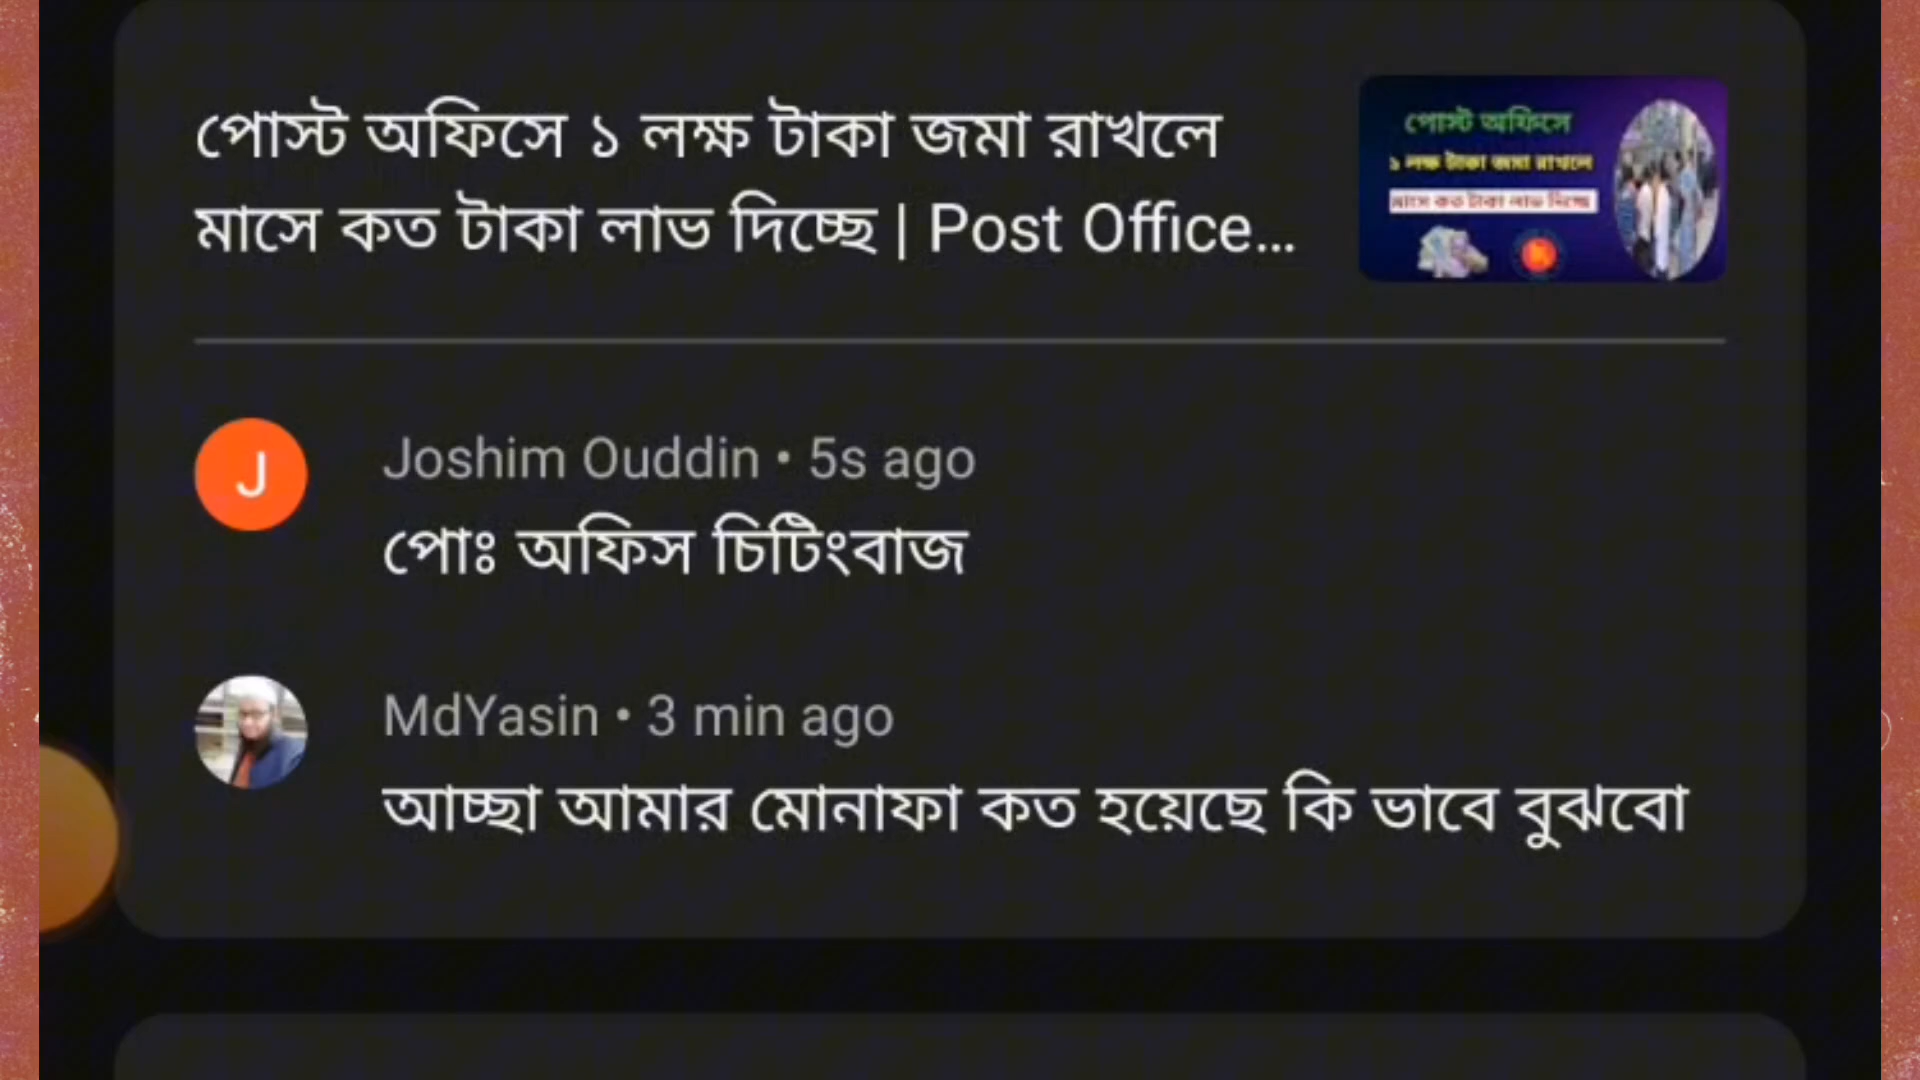 পোস্ট অফিসে ১ লক্ষ টাকা জমা রাখলে
মাসে কত টাকা লাভ দিচ্ছে | Post Office...
পোস্ট অফিসে
১ লক্ষ টাকা জমা রাখলে
মাসে কত টাকা লাভ দিচ্ছে
J
Joshim Ouddin • 5s ago
পোঃ অফিস চিটিংবাজ
MdYasin • 3 min ago
আচ্ছা আমার মোনাফা কত হয়েছে কি ভাবে বুঝবো